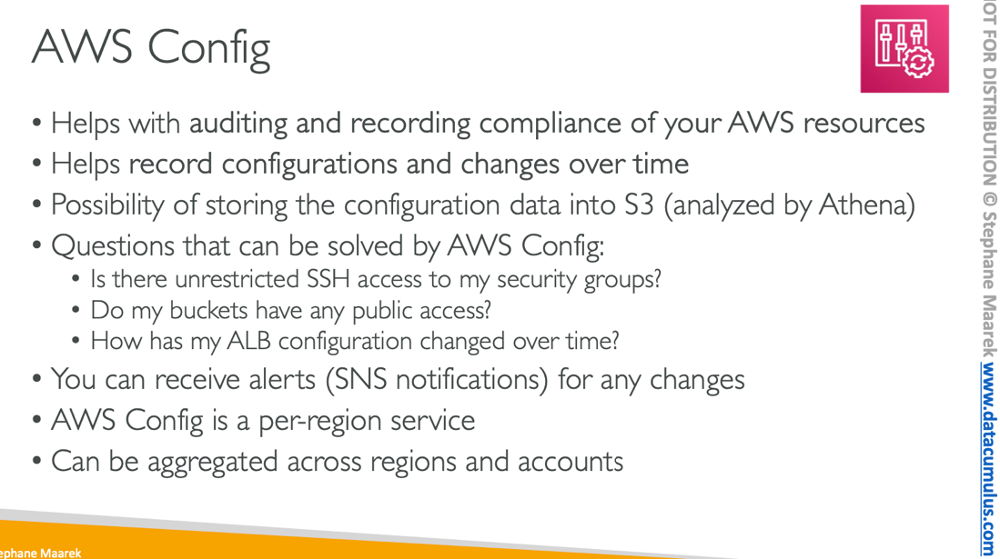 AWS Config
• Helps with auditing and recording compliance of your AWS resources
• Helps record configurations and changes over time
• Possibility of storing the configuration data into S3 (analyzed by Athena)
• Questions that can be solved by AWS Config:
• Is there unrestricted SSH access to my security groups?
• Do my buckets have any public access?
• How has my ALB configuration changed over time?
• You can receive alerts (SNS notifications) for any changes
• AWS Config is a per-region service
• Can be aggregated across regions and accounts
OT FOR DISTRIBUTION © Stephane Maarek www.datacumulus.com
ephane Maarek